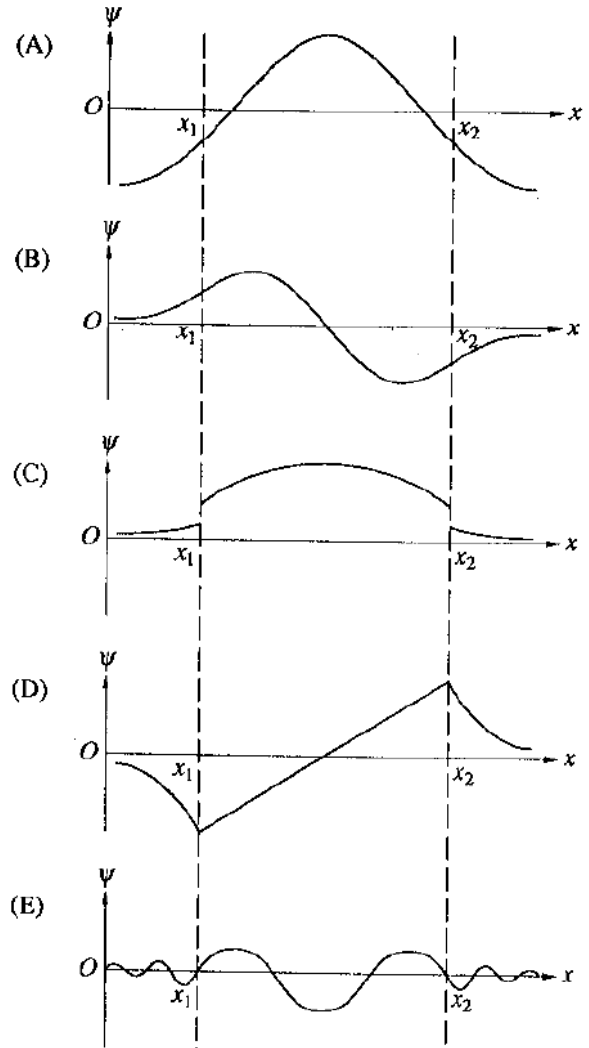 (A) ψ
O x₁ x₂ x
(B) ψ
O x₁ x₂ x
(C) ψ
O x₁ x₂ x
(D) ψ
O x₁ x₂ x
(E) ψ
O x₁ x₂ x